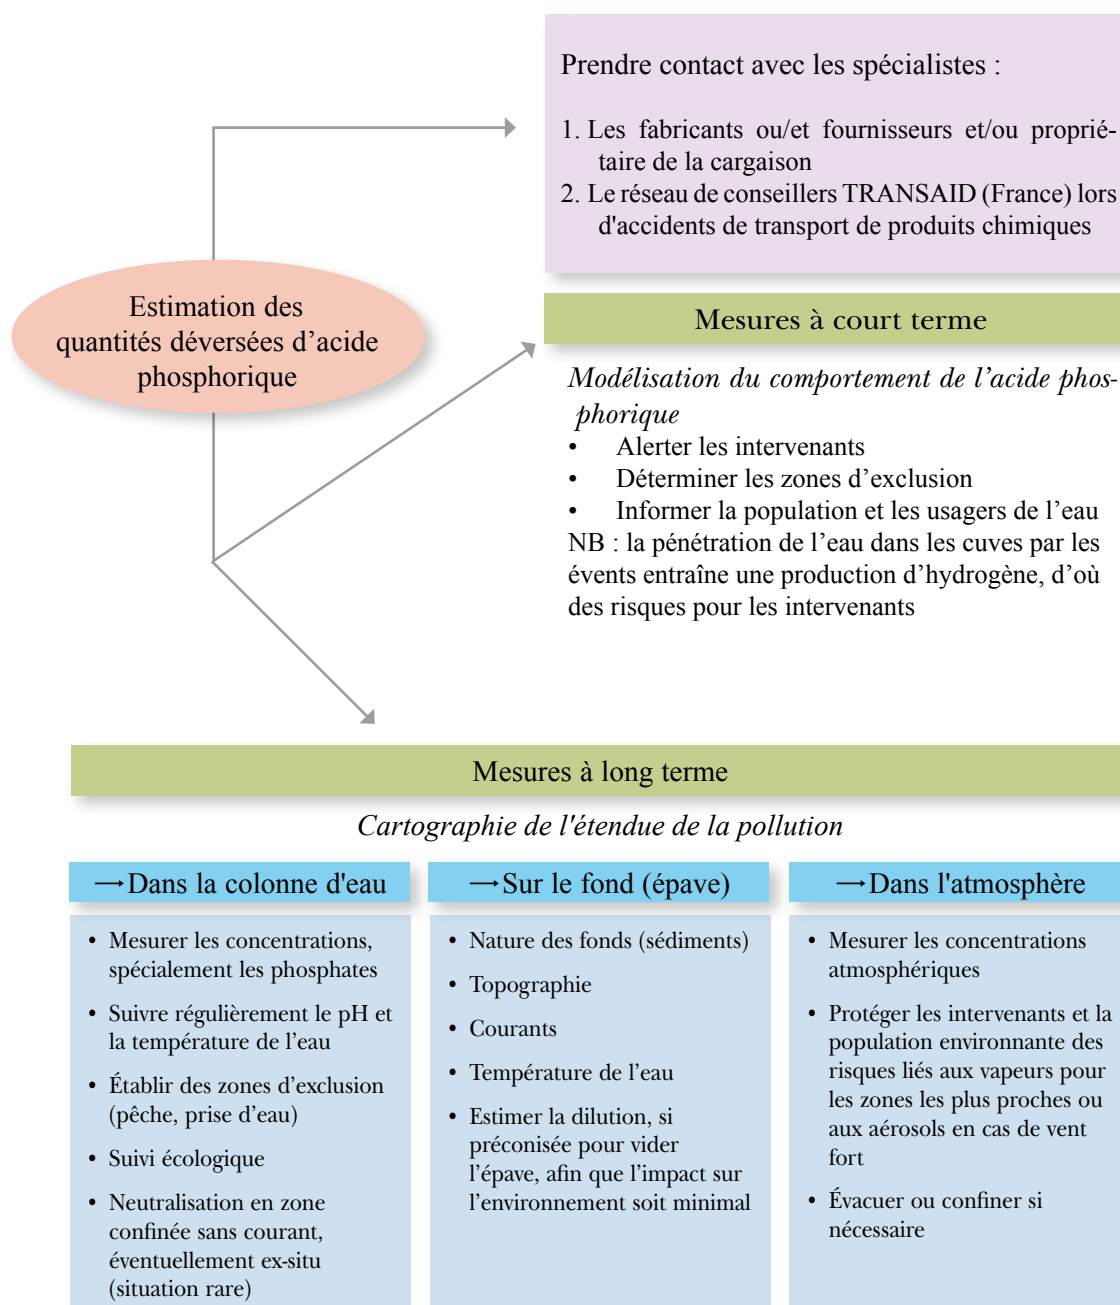 Prendre contact avec les spécialistes :
1. Les fabricants ou/et fournisseurs et/ou proprié-
taire de la cargaison
2. Le réseau de conseillers TRANSAID (France) lors
d'accidents de transport de produits chimiques
Estimation des
quantités déversées d’acide
phosphorique
Mesures à court terme
Modélisation du comportement de l’acide phos-
phorique
• Alerter les intervenants
• Déterminer les zones d’exclusion
• Informer la population et les usagers de l’eau
NB : la pénétration de l’eau dans les cuves par les
évents entraîne une production d’hydrogène, d’où
des risques pour les intervenants
Mesures à long terme
Cartographie de l'étendue de la pollution
→Dans la colonne d'eau
• Mesurer les concentrations,
spécialement les phosphates
• Suivre régulièrement le pH et
la température de l’eau
• Établir des zones d’exclusion
(pêche, prise d’eau)
• Suivi écologique
• Neutralisation en zone
confinée sans courant,
éventuellement ex-situ
(situation rare)
→Sur le fond (épave)
• Nature des fonds (sédiments)
• Topographie
• Courants
• Température de l’eau
• Estimer la dilution, si
préconisée pour vider
l’épave, afin que l’impact sur
l’environnement soit minimal
→Dans l'atmosphère
• Mesurer les concentrations
atmosphériques
• Protéger les intervenants et la
population environnante des
risques liés aux vapeurs pour
les zones les plus proches ou
aux aérosols en cas de vent
fort
• Évacuer ou confiner si
nécessaire